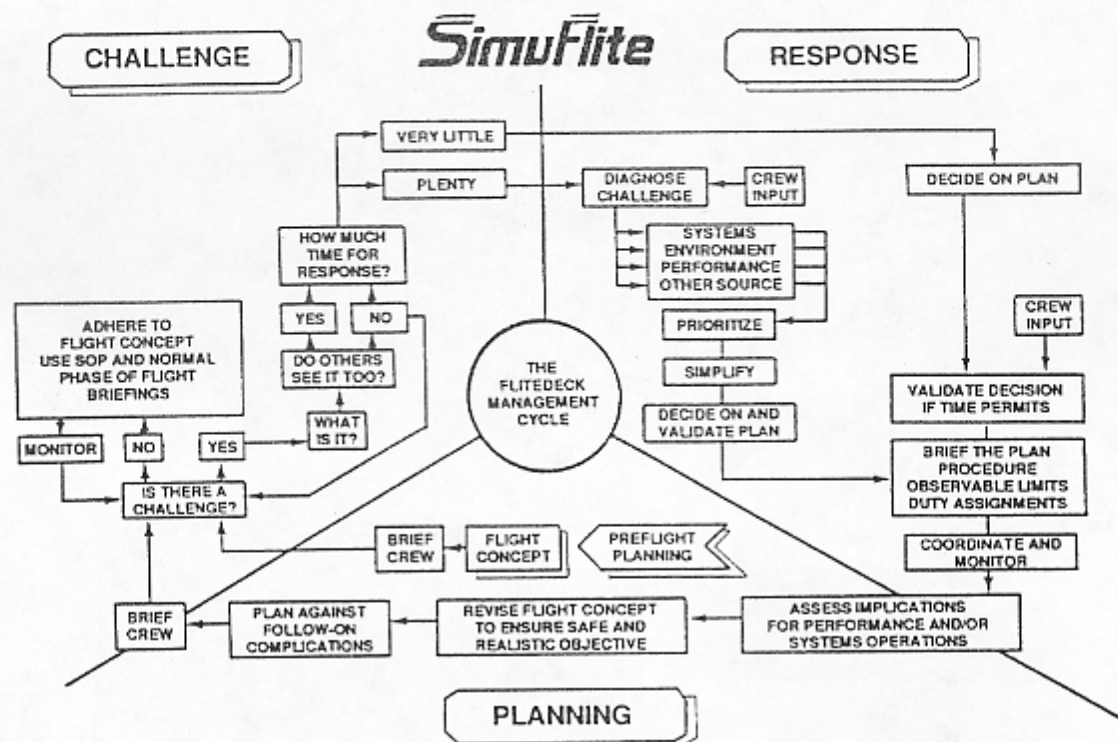 CHALLENGE
SimuFlite
RESPONSE
VERY LITTLE
PLENTY
DIAGNOSE
CHALLENGE
CREW
INPUT
DECIDE ON PLAN
HOW MUCH
TIME FOR
RESPONSE?
SYSTEMS
ENVIRONMENT
PERFORMANCE
OTHER SOURCE
YES
NO
PRIORITIZE
CREW
INPUT
ADHERE TO
FLIGHT CONCEPT
USE SOP AND NORMAL
PHASE OF FLIGHT
BRIEFINGS
DO OTHERS
SEE IT TOO?
SIMPLIFY
THE
FLITEDECK
MANAGEMENT
CYCLE
VALIDATE DECISION
IF TIME PERMITS
MONITOR
NO
YES
WHAT
IS IT?
DECIDE ON AND
VALIDATE PLAN
BRIEF THE PLAN
PROCEDURE
OBSERVABLE LIMITS
DUTY ASSIGNMENTS
IS THERE A
CHALLENGE?
BRIEF
CREW
FLIGHT
CONCEPT
PREFLIGHT
PLANNING
COORDINATE AND
MONITOR
BRIEF
CREW
PLAN AGAINST
FOLLOW-ON
COMPLICATIONS
REVISE FLIGHT CONCEPT
TO ENSURE SAFE AND
REALISTIC OBJECTIVE
ASSESS IMPLICATIONS
FOR PERFORMANCE AND/OR
SYSTEMS OPERATIONS
PLANNING